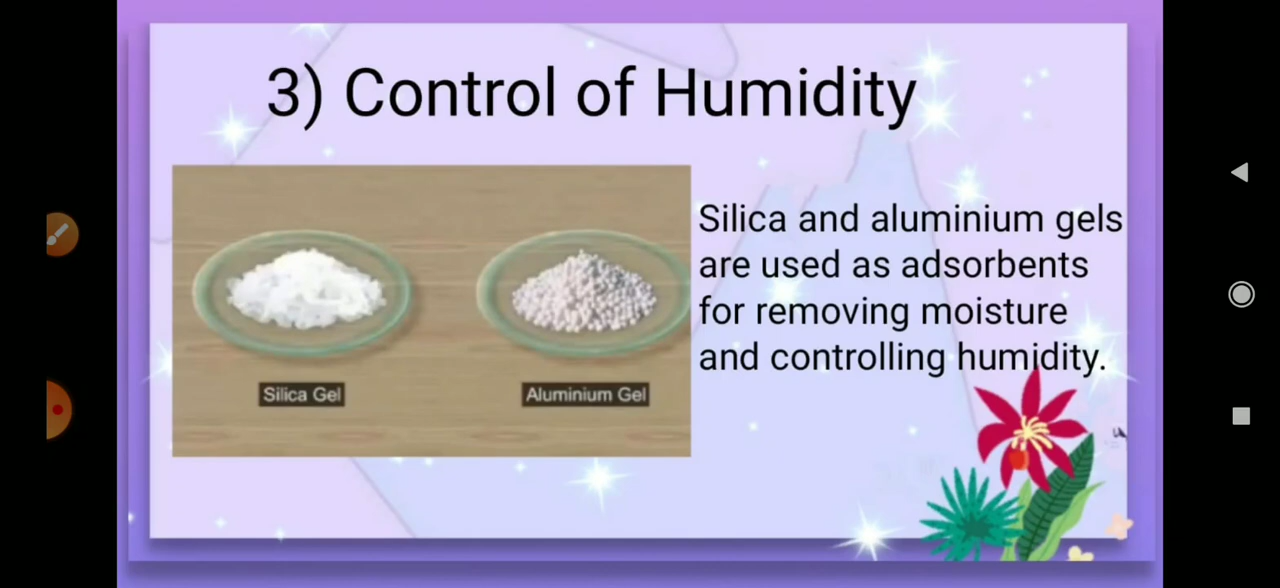 3) Control of Humidity
Silica and aluminium gels
are used as adsorbents
for removing moisture
and controlling humidity.
Silica Gel
Aluminium Gel